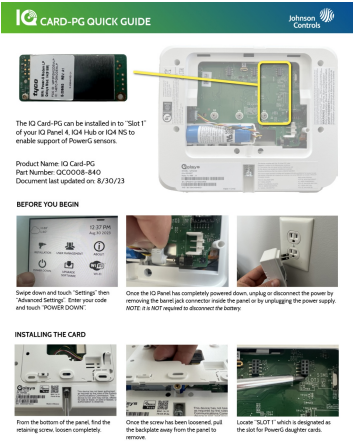 IQ CARD-PG QUICK GUIDE
Johnson
Controls
tyco
The IQ Card-PG can be installed in to "Slot 1"
of your IQ Panel 4, IQ4 Hub or IQ4 NS to
enable support of PowerG sensors.
Product Name: IQ Card-PG
Part Number: QC0008-840
Document last updated on: 8/30/23
BEFORE YOU BEGIN
12:37 PM
Aug 30 2023
ABOUT
Swipe down and touch "Settings" then
"Advanced Settings". Enter your code
and touch "POWER DOWN".
Once the IQ Panel has completely powered down, unplug or disconnect the power by
removing the barrel jack connector inside the panel or by unplugging the power supply.
NOTE: it is NOT required to disconnect the battery.
INSTALLING THE CARD
From the bottom of the panel, find the
retaining screw, loosen completely.
Once the screw has been loosened, pull
the backplate away from the panel to
remove.
Locate "SLOT 1" which is designated as
the slot for PowerG daughter cards.